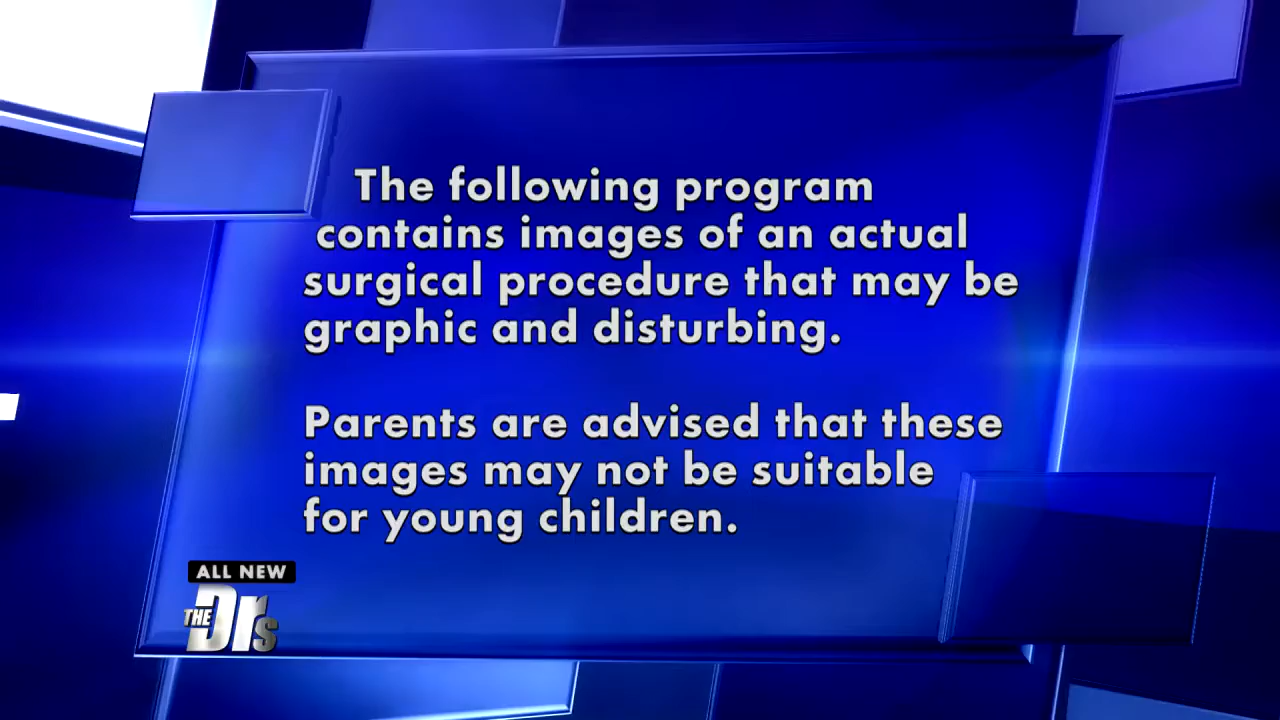 The following program
contains images of an actual
surgical procedure that may be
graphic and disturbing.
Parents are advised that these
images may not be suitable
for young children.
ALL NEW
THE Drs